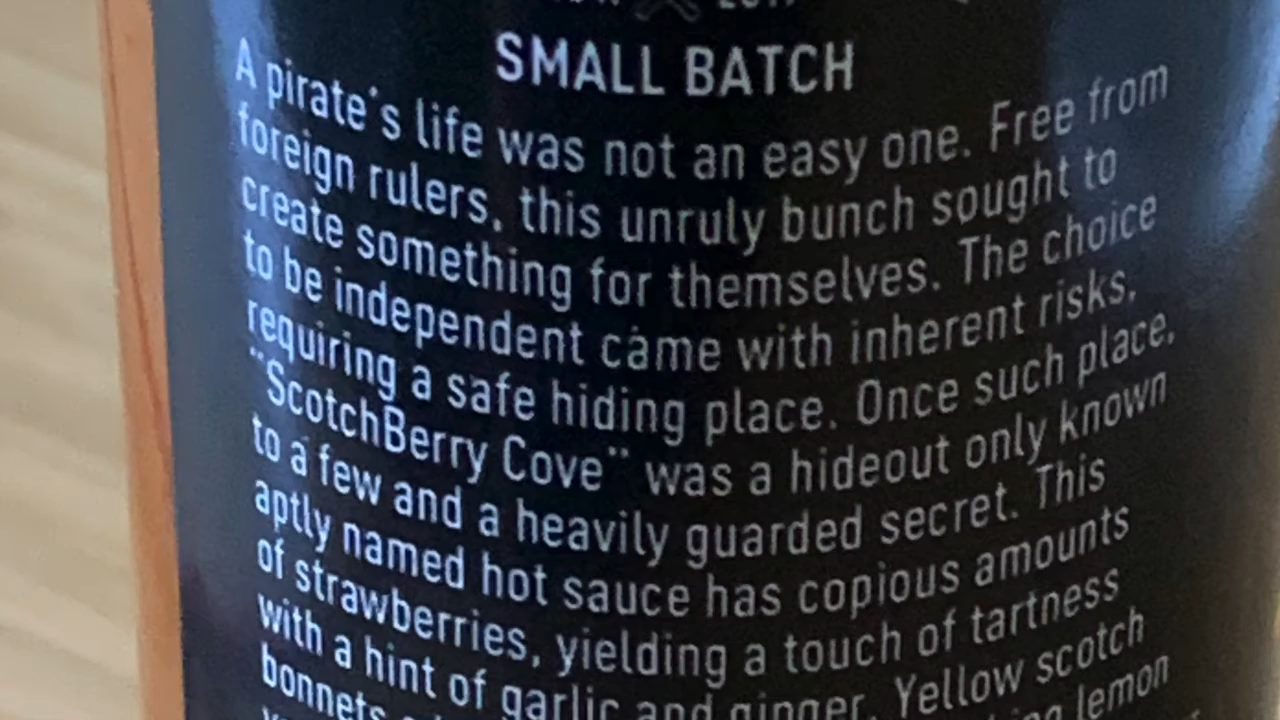 SMALL BATCH
A pirate's life was not an easy one. Free from
foreign rulers, this unruly bunch sought to
create something for themselves. The choice
to be independent came with inherent risks,
requiring a safe hiding place. Once such place,
"ScotchBerry Cove" was a hideout only known
to a few and a heavily guarded secret. This
aptly named hot sauce has copious amounts
of strawberries, yielding a touch of tartness
with a hint of garlic and ginger. Yellow scotch
bonnets lemon